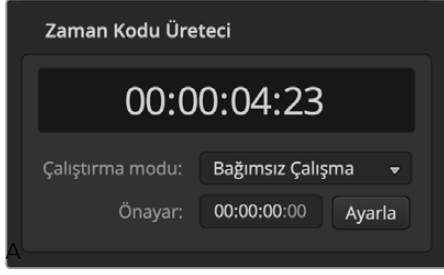 Zaman Kodu Üreteci
00:00:04:23
Çalıştırma modu: Bağımsız Çalışma
Önayar: 00:00:00:00 Ayarla
A